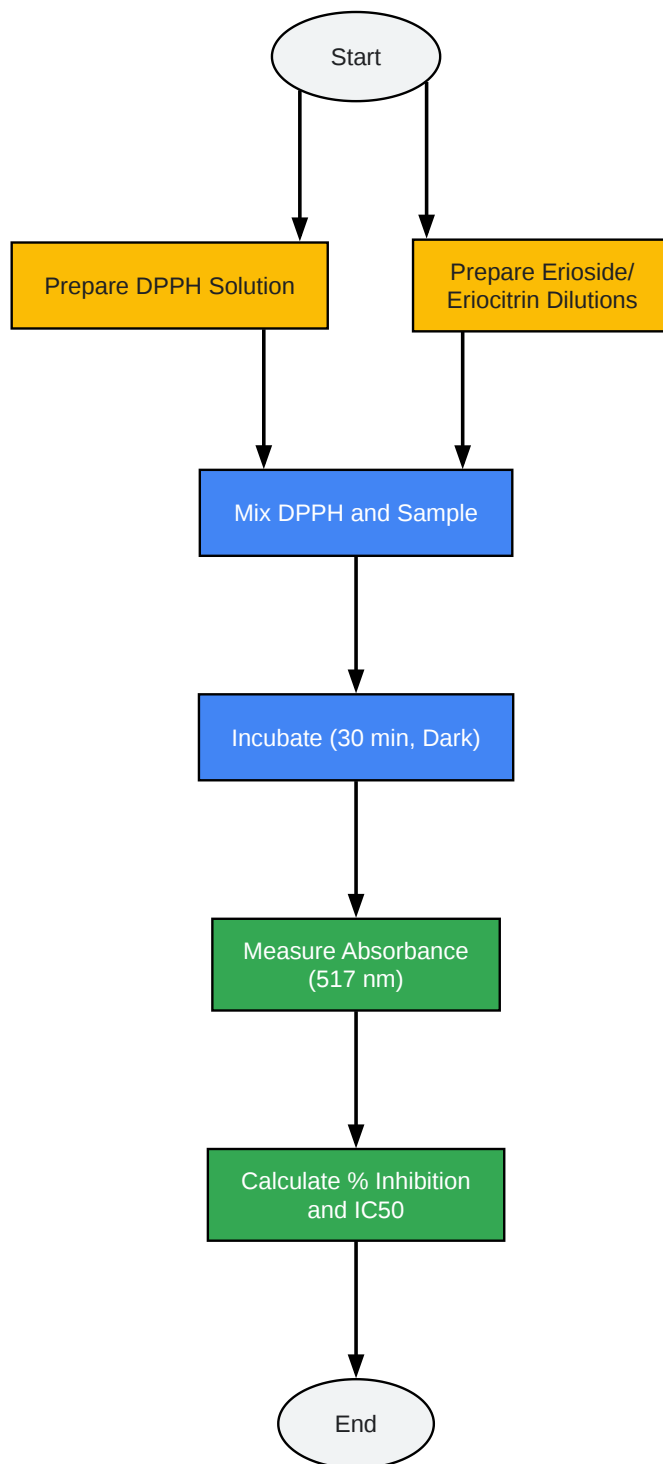 Start
Prepare DPPH Solution
Prepare Erioside/
Eriocitrin Dilutions
Mix DPPH and Sample
Incubate (30 min, Dark)
Measure Absorbance
(517 nm)
Calculate % Inhibition
and IC50
End